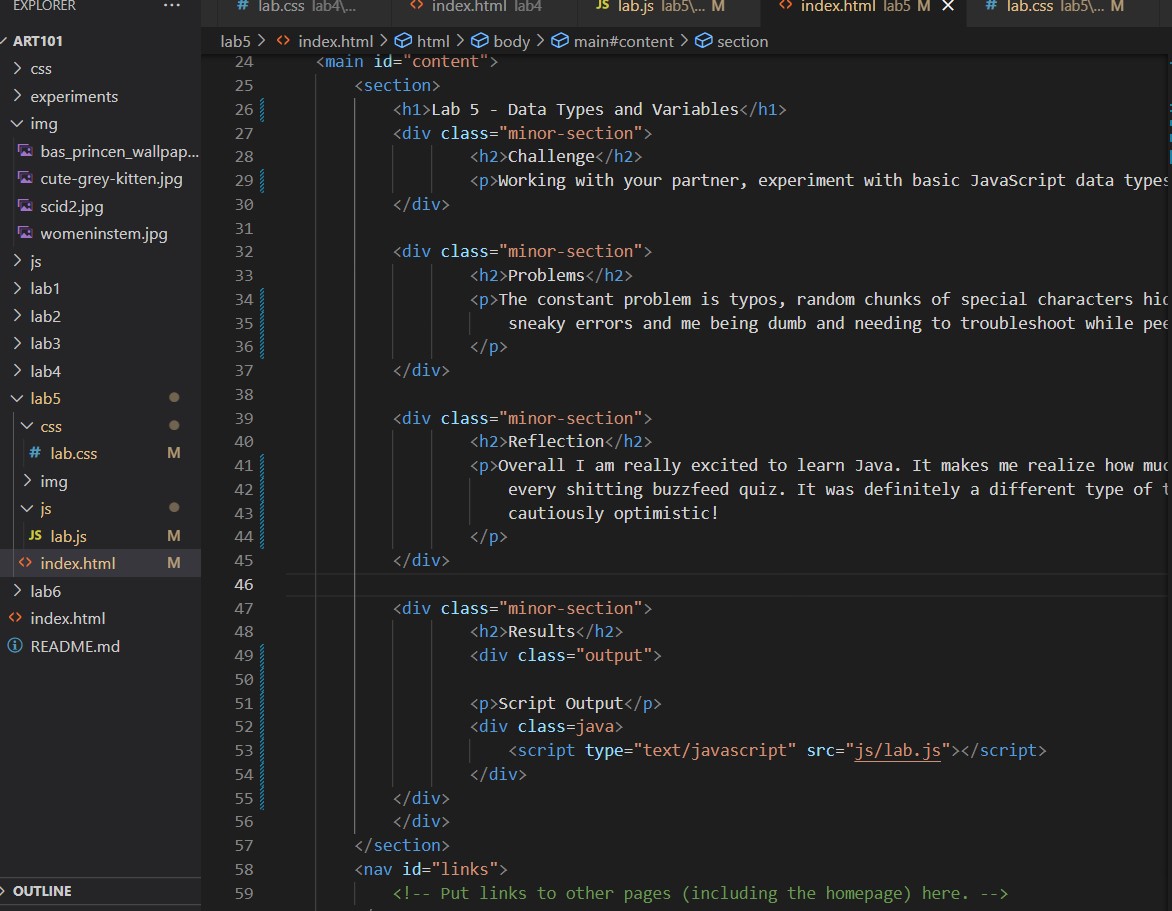 EXPLORER ...
lab.css lab4\...
index.html lab4
JS lab.js lab5\... M
index.html lab5 M
lab.css lab5\... M
lab5 > index.html > html > body > main#content > section
ART101
css
experiments
img
bas_princen_wallpap...
cute-grey-kitten.jpg
scid2.jpg
womeninstem.jpg
js
lab1
lab2
lab3
lab4
lab5
css
# lab.css M
img
js
JS lab.js M
<> index.html M
lab6
<> index.html
README.md
OUTLINE
24 <main id="content">
25 <section>
26 <h1>Lab 5 - Data Types and Variables</h1>
27 <div class="minor-section">
28 <h2>Challenge</h2>
29 <p>Working with your partner, experiment with basic JavaScript data types
30 </div>
31
32 <div class="minor-section">
33 <h2>Problems</h2>
34 <p>The constant problem is typos, random chunks of special characters hid
35 sneaky errors and me being dumb and needing to troubleshoot while pee
36 </p>
37 </div>
38
39 <div class="minor-section">
40 <h2>Reflection</h2>
41 <p>Overall I am really excited to learn Java. It makes me realize how muc
42 every shitting buzzfeed quiz. It was definitely a different type of t
43 cautiously optimistic!
44 </p>
45 </div>
46
47 <div class="minor-section">
48 <h2>Results</h2>
49 <div class="output">
50
51 <p>Script Output</p>
52 <div class=java>
53 <script type="text/javascript" src="js/lab.js"></script>
54 </div>
55 </div>
56 </div>
57 </section>
58 <nav id="links">
59 <!-- Put links to other pages (including the homepage) here. -->